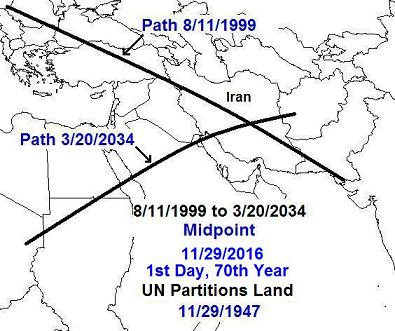 Path 8/11/1999
Iran
Path 3/20/2034
8/11/1999 to 3/20/2034
Midpoint
11/29/2016
1st Day, 70th Year
UN Partitions Land
11/29/1947